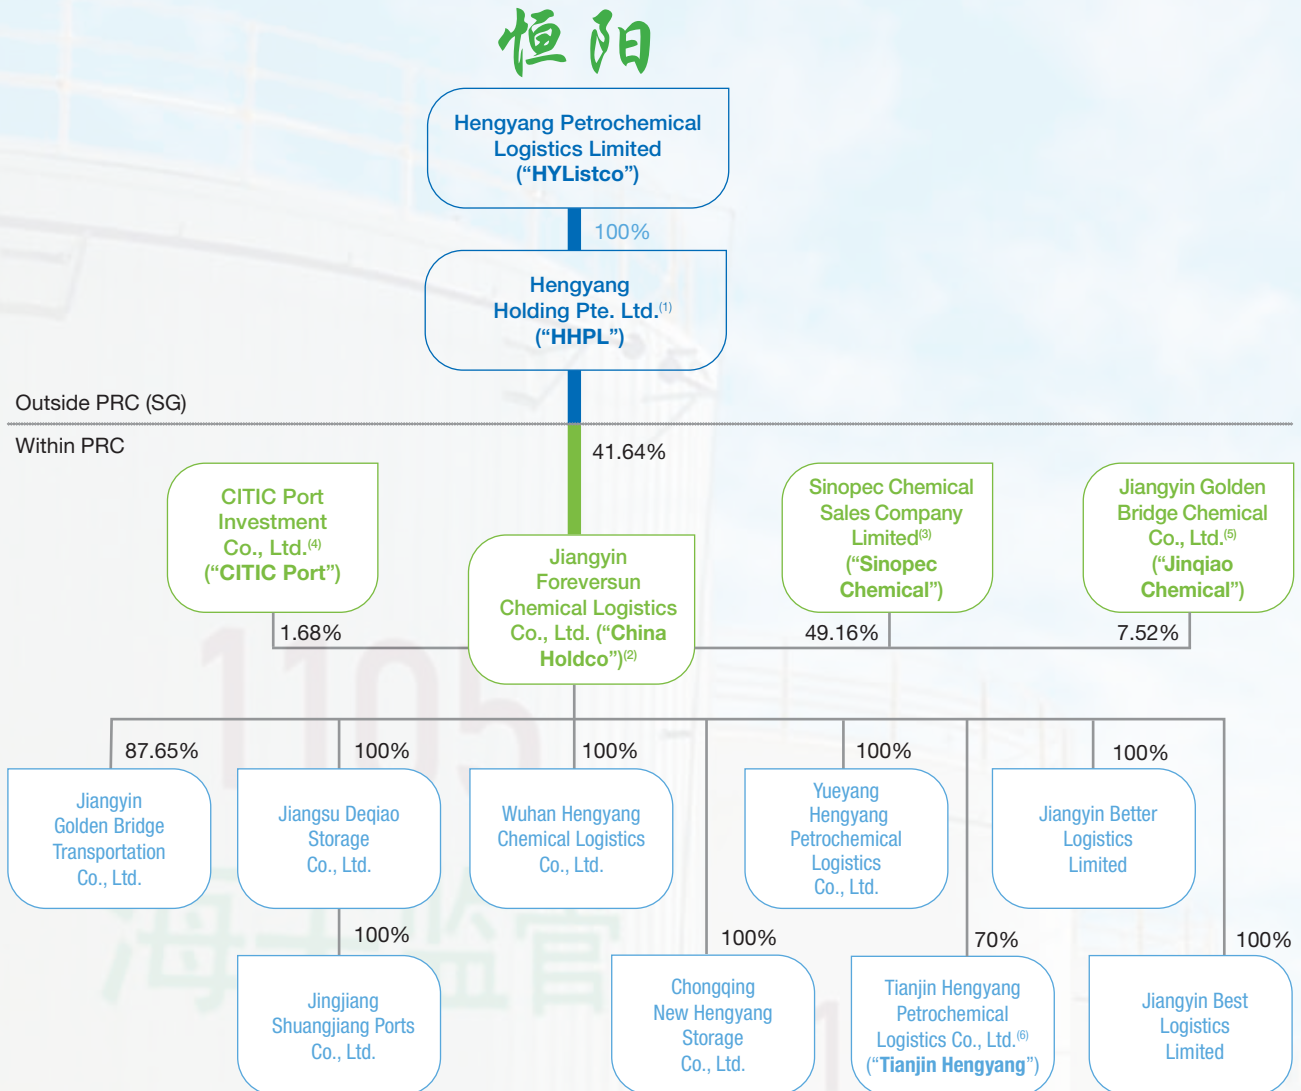 恒阳
Hengyang Petrochemical
Logistics Limited
(“HYListco”)
100%
Hengyang
Holding Pte. Ltd.(1)
(“HHPL”)
Outside PRC (SG)
Within PRC
41.64%
CITIC Port
Investment
Co., Ltd.(4)
(“CITIC Port”)
Jiangyin
Foreversun
Chemical Logistics
Co., Ltd. (“China
Holdco”)(2)
Sinopec Chemical
Sales Company
Limited(3)
(“Sinopec
Chemical”)
Jiangyin Golden
Bridge Chemical
Co., Ltd.(5)
(“Jinqiao
Chemical”)
1.68%
49.16%
7.52%
1105
87.65%
100%
100%
100%
100%
Jiangyin
Golden Bridge
Transportation
Co., Ltd.
Jiangsu Deqiao
Storage
Co., Ltd.
Wuhan Hengyang
Chemical Logistics
Co., Ltd.
Yueyang
Hengyang
Petrochemical
Logistics
Co., Ltd.
Jiangyin Better
Logistics
Limited
100%
100%
70%
100%
Jingjiang
Shuangjiang Ports
Co., Ltd.
Chongqing
New Hengyang
Storage
Co., Ltd.
Tianjin Hengyang
Petrochemical
Logistics Co., Ltd.(6)
(“Tianjin Hengyang”)
Jiangyin Best
Logistics
Limited